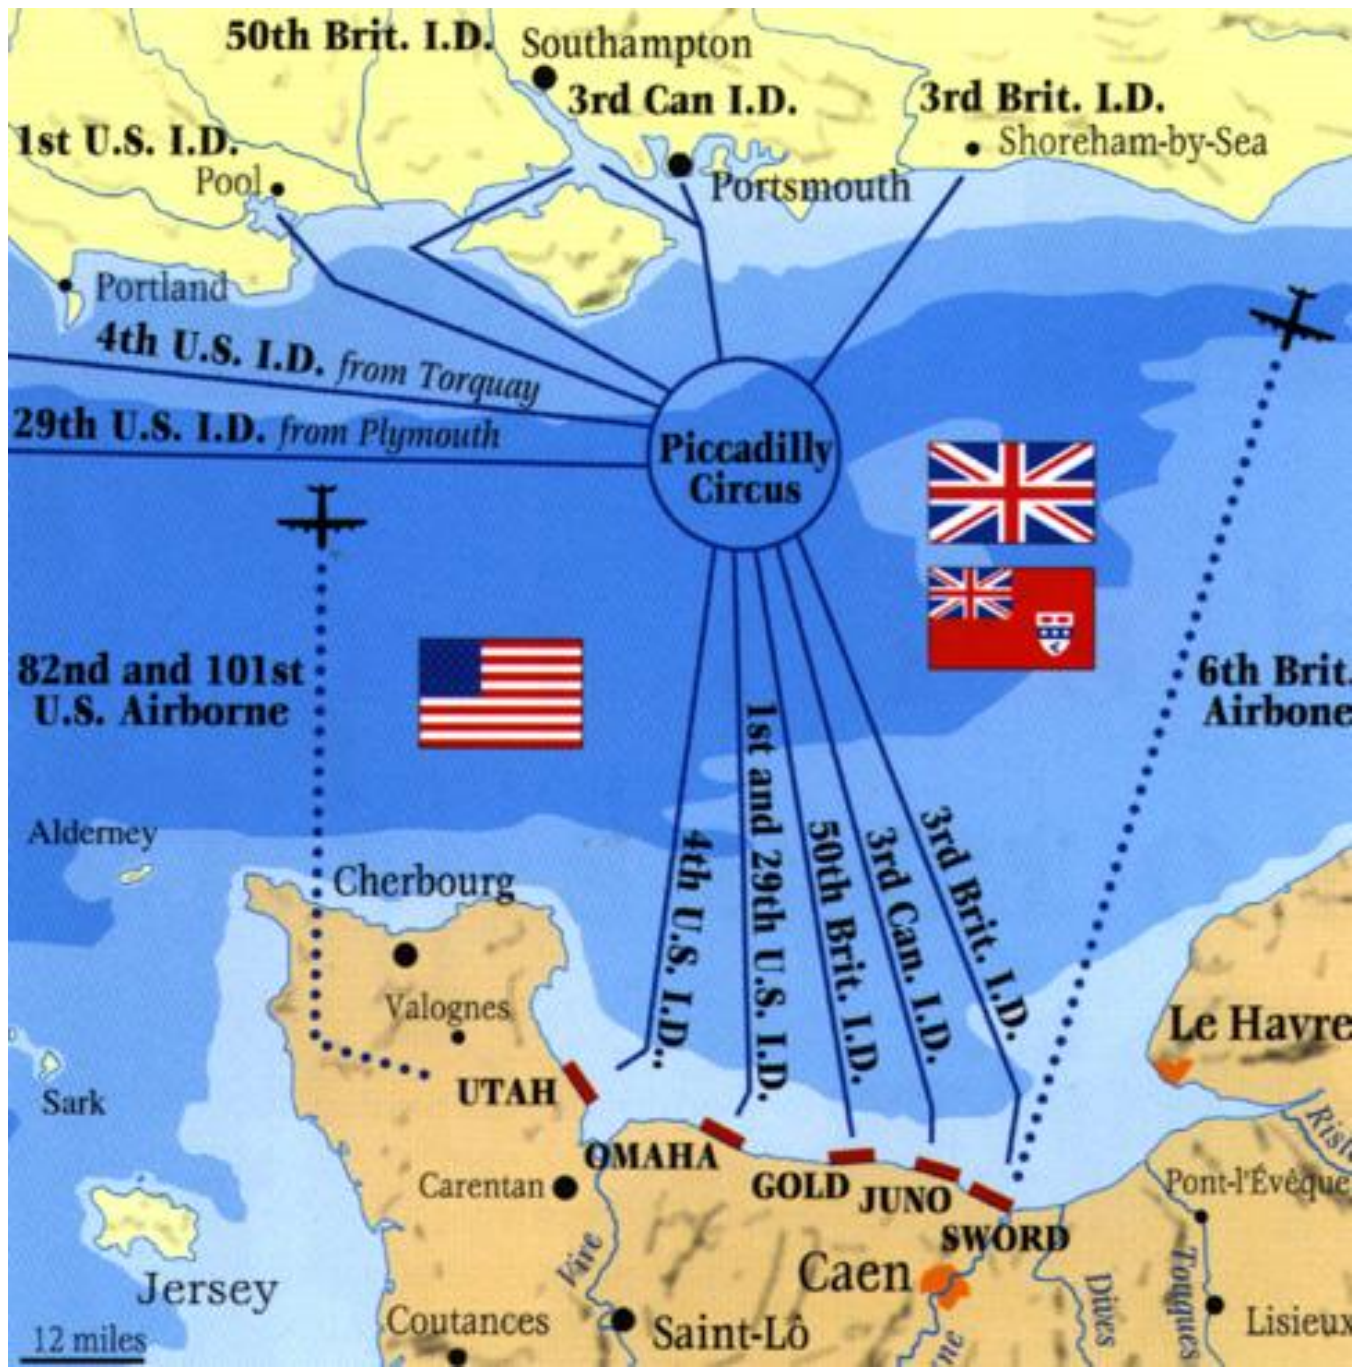 50th Brit. I.D.
Southampton
3rd Can I.D.
3rd Brit. I.D.
1st U.S. I.D.
Shoreham-by-Sea
Pool
Portsmouth
Portland
4th U.S. I.D. from Torquay
29th U.S. I.D. from Plymouth
Piccadilly
Circus
82nd and 101st
U.S. Airborne
6th Brit.
Airbone
4th U.S. I.D..
1st and 29th U.S. I.D.
50th Brit. I.D.
3rd Can. I.D.
3rd Brit. I.D.
Alderney
Cherbourg
Valognes
Le Havre
Sark
UTAH
OMAHA
GOLD
JUNO
SWORD
Carentan
Pont-l'Évêque
Vire
Caen
Jersey
Dives
Touques
Coutances
Saint-Lô
Lisieux
12 miles